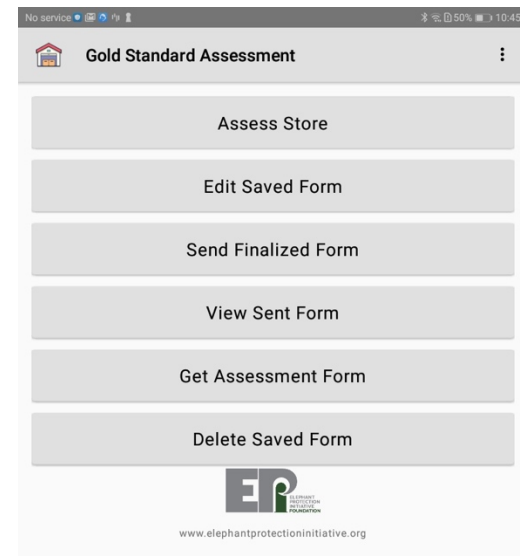 No service 50% 10:45
Gold Standard Assessment
Assess Store
Edit Saved Form
Send Finalized Form
View Sent Form
Get Assessment Form
Delete Saved Form
EP
ELEPHANT
PROTECTION
INITIATIVE
FOUNDATION
www.elephantprotectioninitiative.org